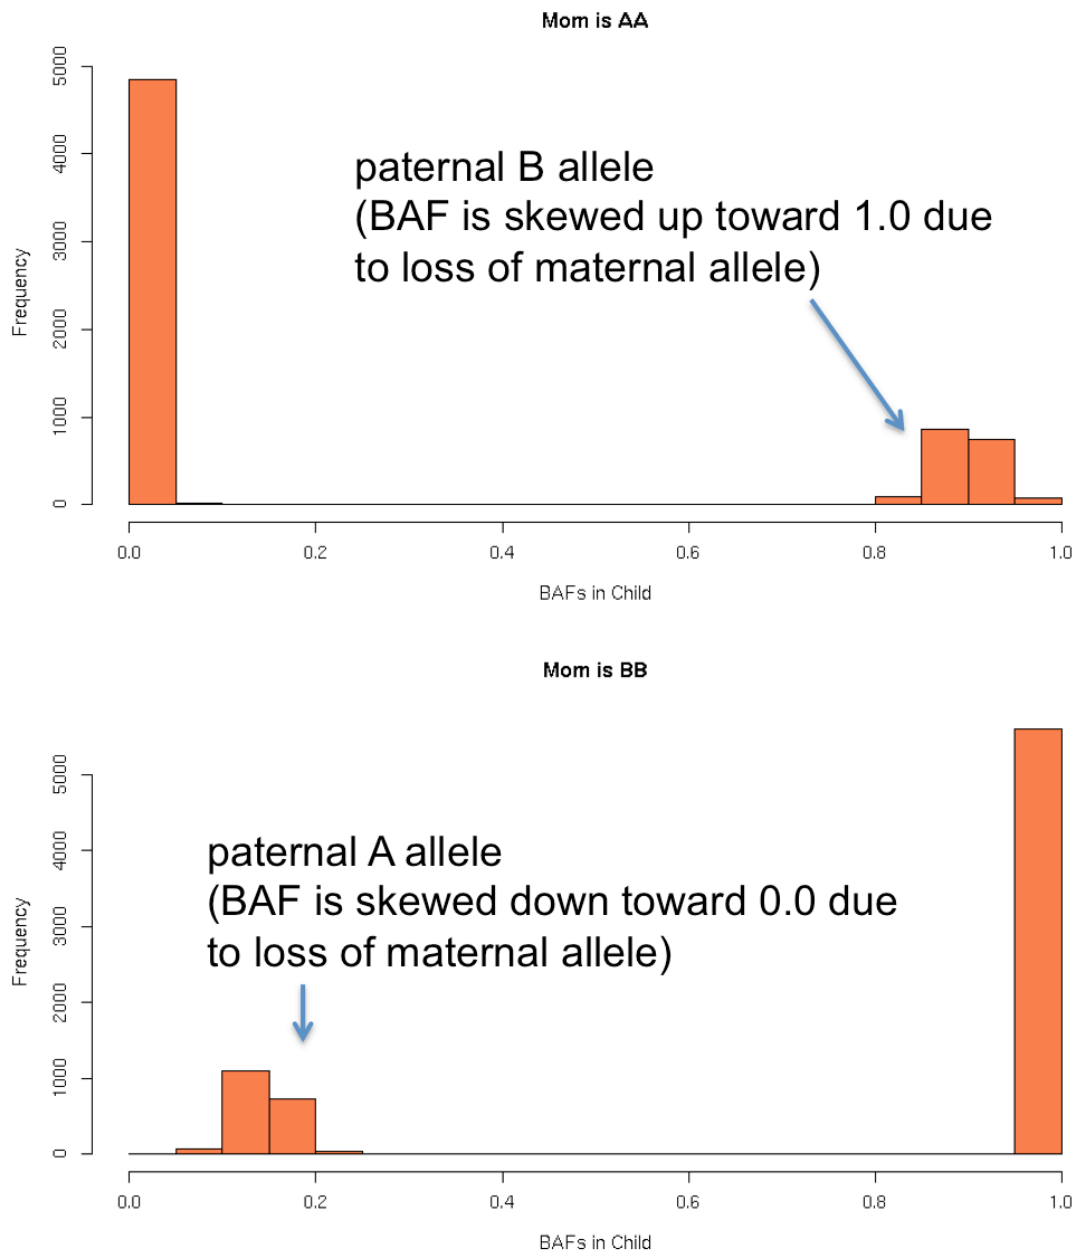 Mom is AA
5000
4000
3000
2000
1000
0
Frequency
paternal B allele
(BAF is skewed up toward 1.0 due
to loss of maternal allele)
0.0 0.2 0.4 0.6 0.8 1.0
BAFs in Child
Mom is BB
5000
4000
3000
2000
1000
0
Frequency
paternal A allele
(BAF is skewed down toward 0.0 due
to loss of maternal allele)
0.0 0.2 0.4 0.6 0.8 1.0
BAFs in Child